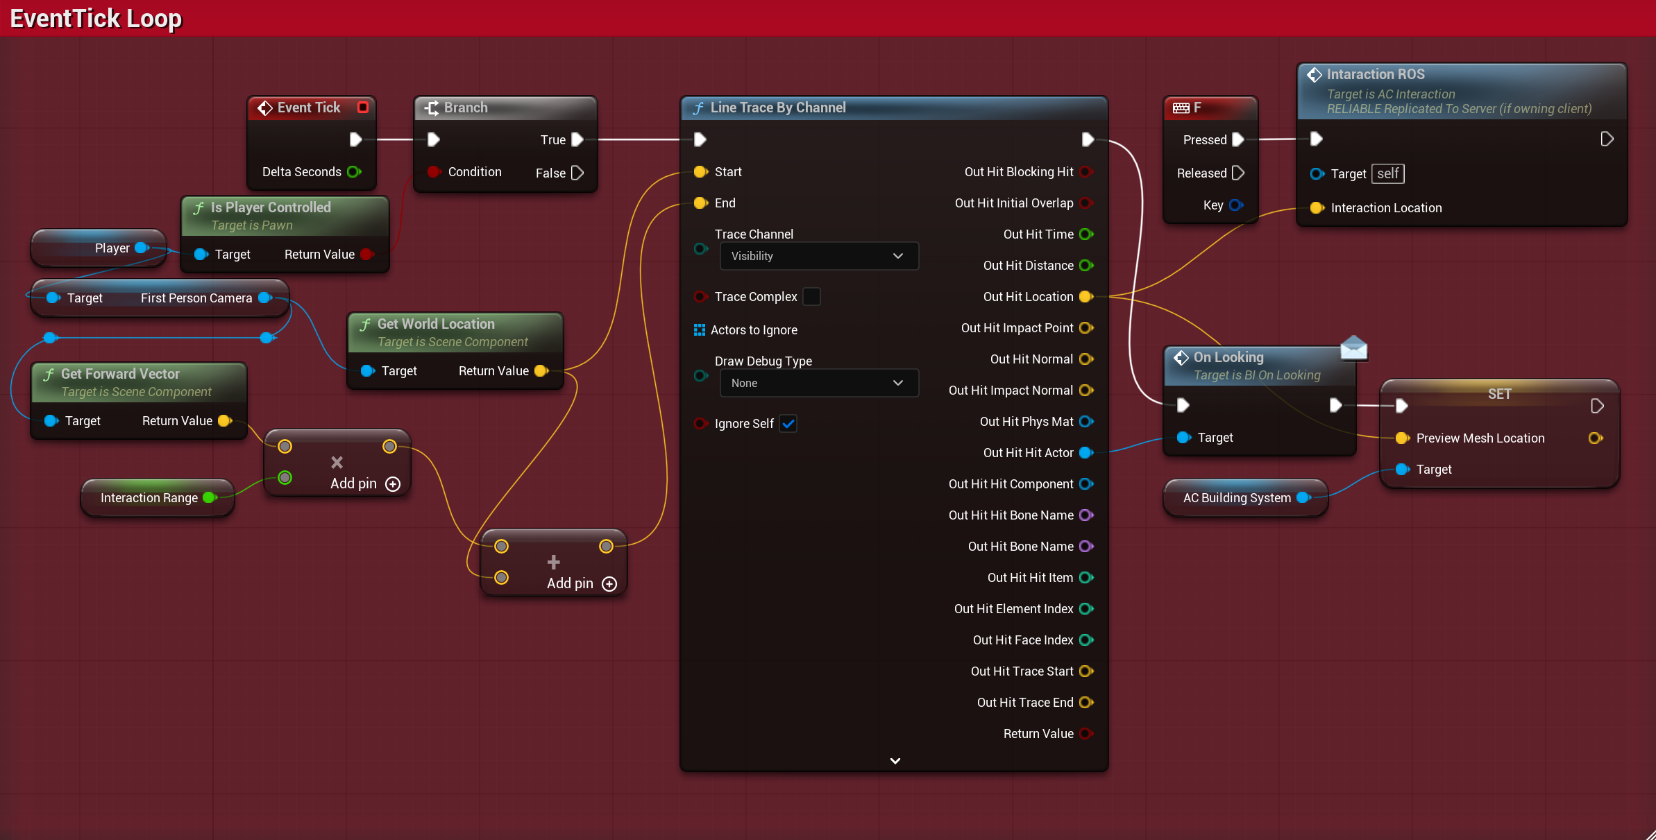 EventTick Loop
Event Tick
Delta Seconds
Branch
True
Condition
False
Is Player Controlled
Target is Pawn
Target
Return Value
Player
Target
First Person Camera
Get World Location
Target is Scene Component
Target
Return Value
Get Forward Vector
Target is Scene Component
Target
Return Value
Add pin
Interaction Range
Add pin
Line Trace By Channel
Start
End
Trace Channel
Visibility
Trace Complex
Actors to Ignore
Draw Debug Type
None
Ignore Self
Out Hit Blocking Hit
Out Hit Initial Overlap
Out Hit Time
Out Hit Distance
Out Hit Location
Out Hit Impact Point
Out Hit Normal
Out Hit Impact Normal
Out Hit Phys Mat
Out Hit Hit Actor
Out Hit Hit Component
Out Hit Hit Bone Name
Out Hit Bone Name
Out Hit Hit Item
Out Hit Element Index
Out Hit Face Index
Out Hit Trace Start
Out Hit Trace End
Return Value
F
Pressed
Released
Key
Intaraction ROS
Target is AC Interaction
RELIABLE Replicated To Server (if owning client)
Target self
Interaction Location
On Looking
Target is BI On Looking
Target
SET
Preview Mesh Location
Target
AC Building System